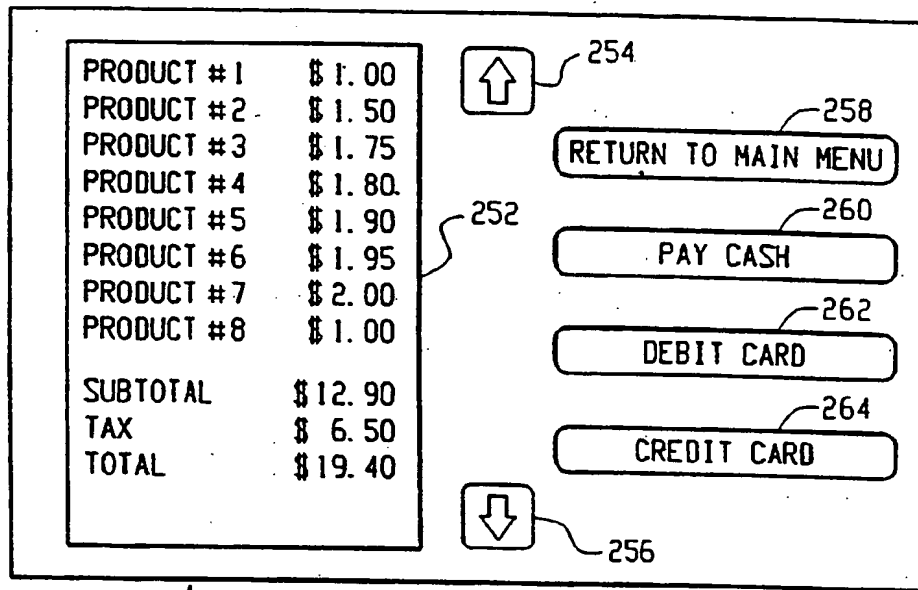 PRODUCT #1 $1.00
PRODUCT #2 $1.50
PRODUCT #3 $1.75
PRODUCT #4 $1.80
PRODUCT #5 $1.90
PRODUCT #6 $1.95
PRODUCT #7 $2.00
PRODUCT #8 $1.00
SUBTOTAL $12.90
TAX $ 6.50
TOTAL $19.40
252
254
256
258
RETURN TO MAIN MENU
260
PAY CASH
262
DEBIT CARD
264
CREDIT CARD